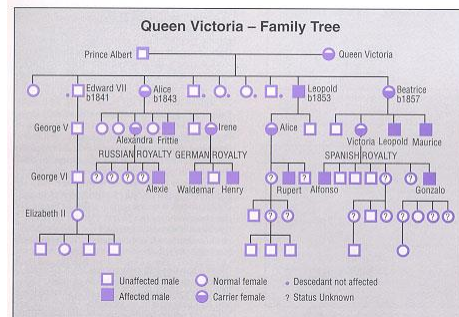 Queen Victoria – Family Tree
Prince Albert
Queen Victoria
Edward VII
b1841
Alice
b1843
Leopold
b1853
Beatrice
b1857
George V
Alexandra Frittie
Irene
Alice
Victoria Leopold Maurice
RUSSIAN ROYALTY GERMAN ROYALTY
SPANISH ROYALTY
George VI
? ? ? ?
?
? ?
? ?
Alexie
Waldemar Henry
Rupert Alfonso
Gonzalo
Elizabeth II
? ?
? ? ? ? ? ?
Unaffected male
Normal female
Descedant not affected
Affected male
Carrier female
? Status Unknown